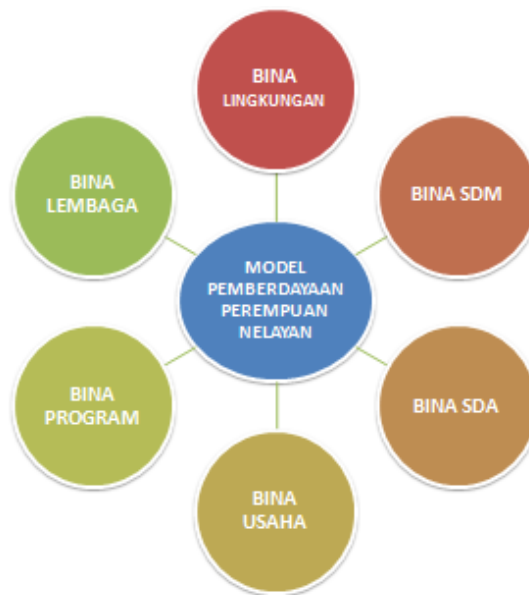 BINA
LINGKUNGAN
BINA SDM
BINA SDA
BINA
USAHA
BINA
PROGRAM
BINA
LEMBAGA
MODEL
PEMBERDAYAAN
PEREMPUAN
NELAYAN